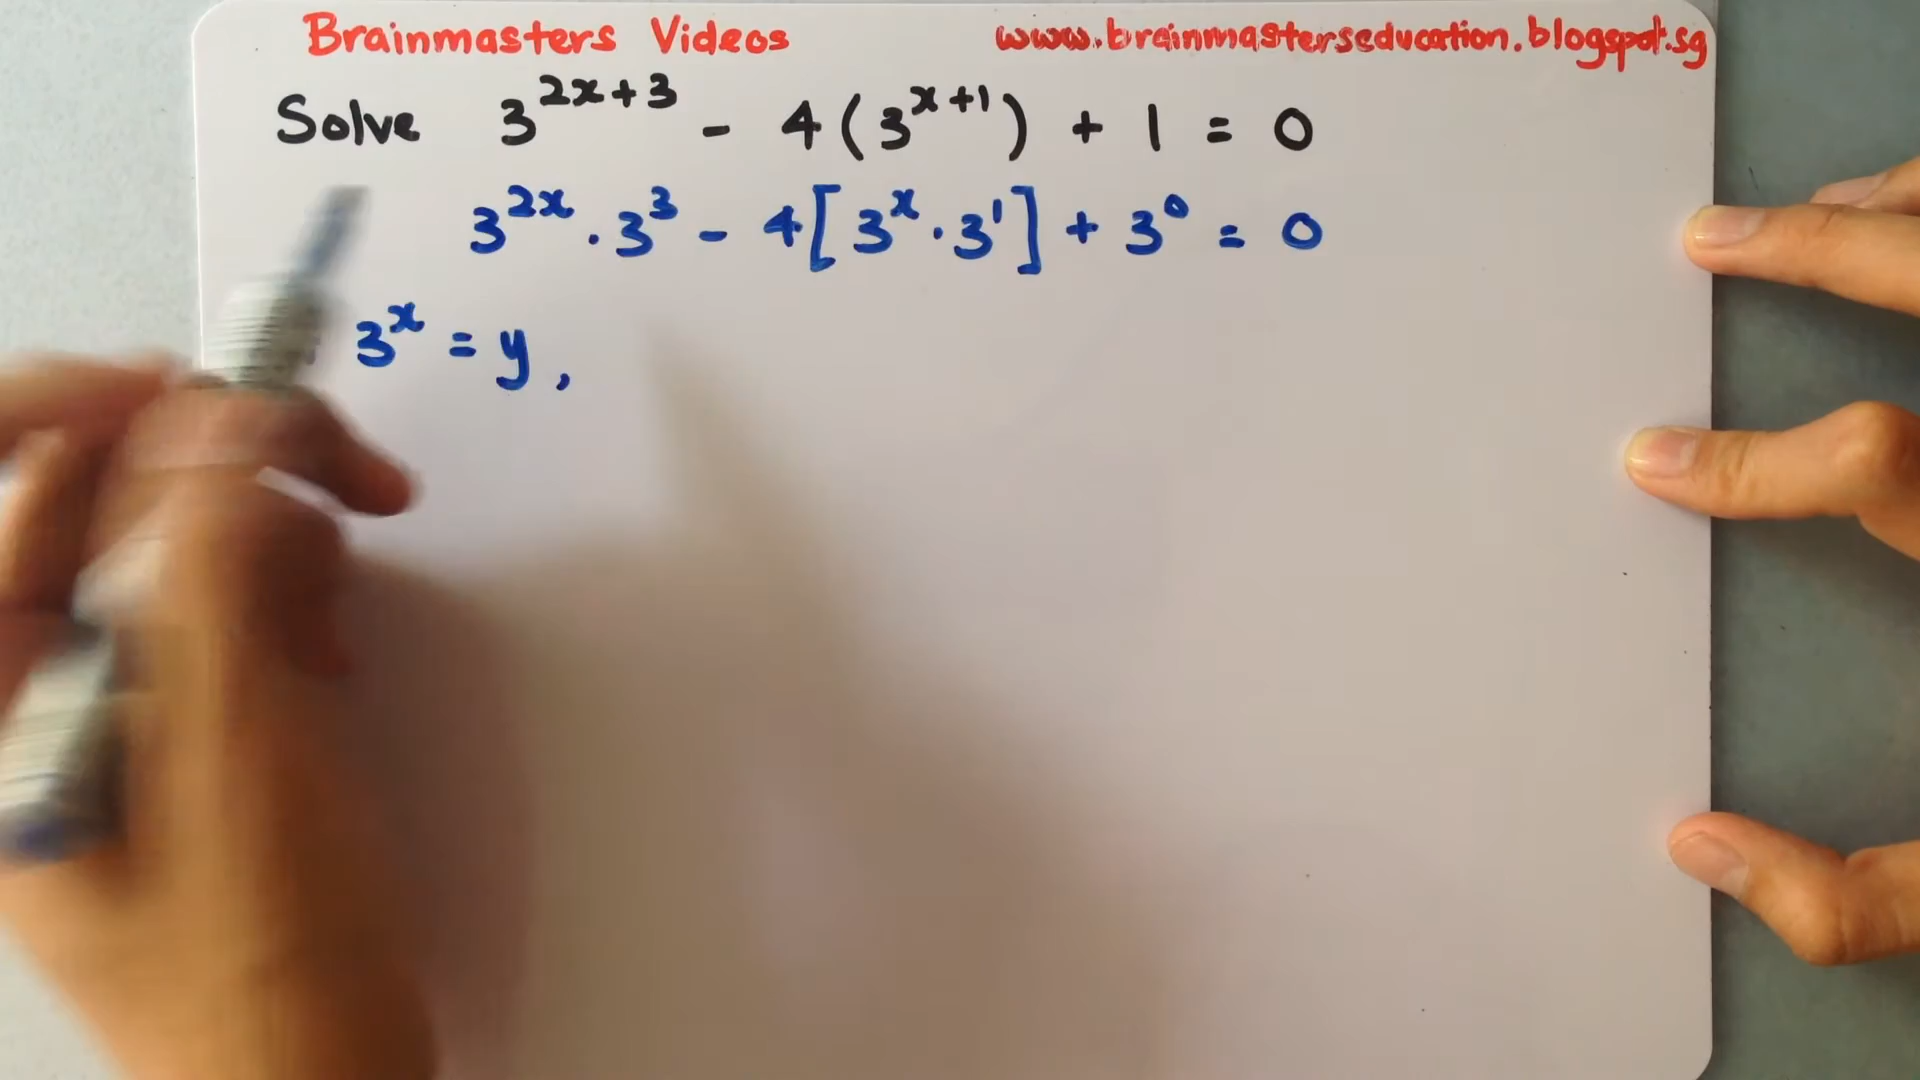 Brainmasters Videos www.brainmasterseducation.blogspot.sg
Solve 3^{2x+3} - 4(3^{x+1}) + 1 = 0
3^{2x} · 3^3 - 4[3^x · 3^1] + 3^0 = 0
3^x = y,